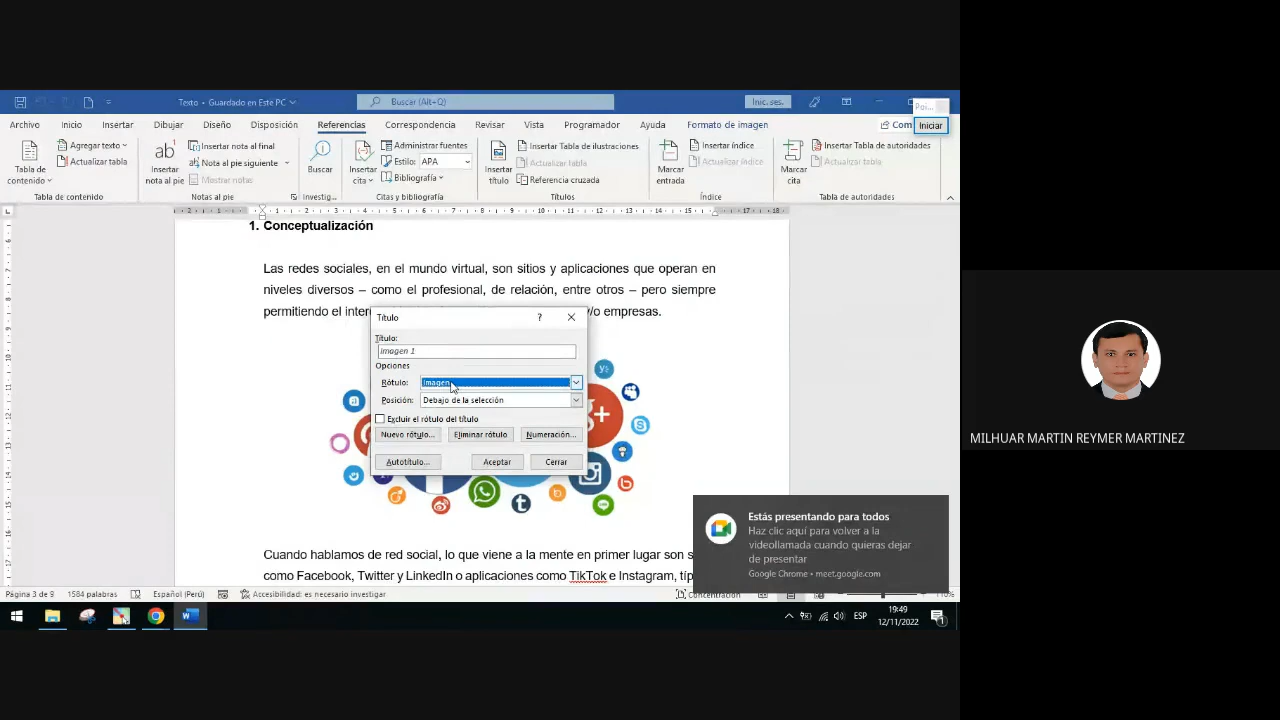 Texto • Guardado en Este PC
Buscar (Alt+Q)
Inic. ses.
Archivo Inicio Insertar Dibujar Diseño Disposición Referencias Correspondencia Revisar Vista Programador Ayuda Formato de imagen Com
Iniciar
Tabla de contenido
Agregar texto
Actualizar tabla
Tabla de contenido
Insertar nota al pie
Insertar nota al final
Nota al pie siguiente
Mostrar notas
Notas al pie
Buscar
Investig...
Insertar cita
Administrar fuentes
Estilo: APA
Bibliografía
Citas y bibliografía
Insertar título
Insertar Tabla de ilustraciones
Actualizar tabla
Referencia cruzada
Títulos
Marcar entrada
Insertar índice
Actualizar índice
Índice
Marcar cita
Insertar Tabla de autoridades
Actualizar tabla
Tabla de autoridades
1. Conceptualización
Las redes sociales, en el mundo virtual, son sitios y aplicaciones que operan en
niveles diversos – como el profesional, de relación, entre otros – pero siempre
permitiendo el inter y/o empresas.
Título
?
Título:
Imagen 1
Opciones
Rótulo: Imagen
Posición: Debajo de la selección
Excluir el rótulo del título
Nuevo rótulo... Eliminar rótulo Numeración...
Autotítulo... Aceptar Cerrar
Cuando hablamos de red social, lo que viene a la mente en primer lugar son s
como Facebook, Twitter y LinkedIn o aplicaciones como TikTok e Instagram, típ
Estás presentando para todos
Haz clic aquí para volver a la
videollamada cuando quieras dejar
de presentar
Google Chrome • meet.google.com
Página 3 de 9 1584 palabras Español (Perú) Accesibilidad: es necesario investigar Concentración 110%
ESP
19:49
12/11/2022
MILHUAR MARTIN REYMER MARTINEZ